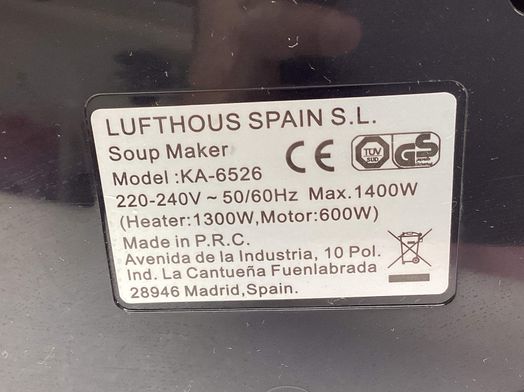 LUFTHOUS SPAIN S.L.
Soup Maker
Model :KA-6526
CE
TÜV SÜD
GS
220-240V ~ 50/60Hz Max.1400W
(Heater:1300W,Motor:600W)
Made in P.R.C.
Avenida de la Industria, 10 Pol.
Ind. La Cantueña Fuenlabrada
28946 Madrid,Spain.